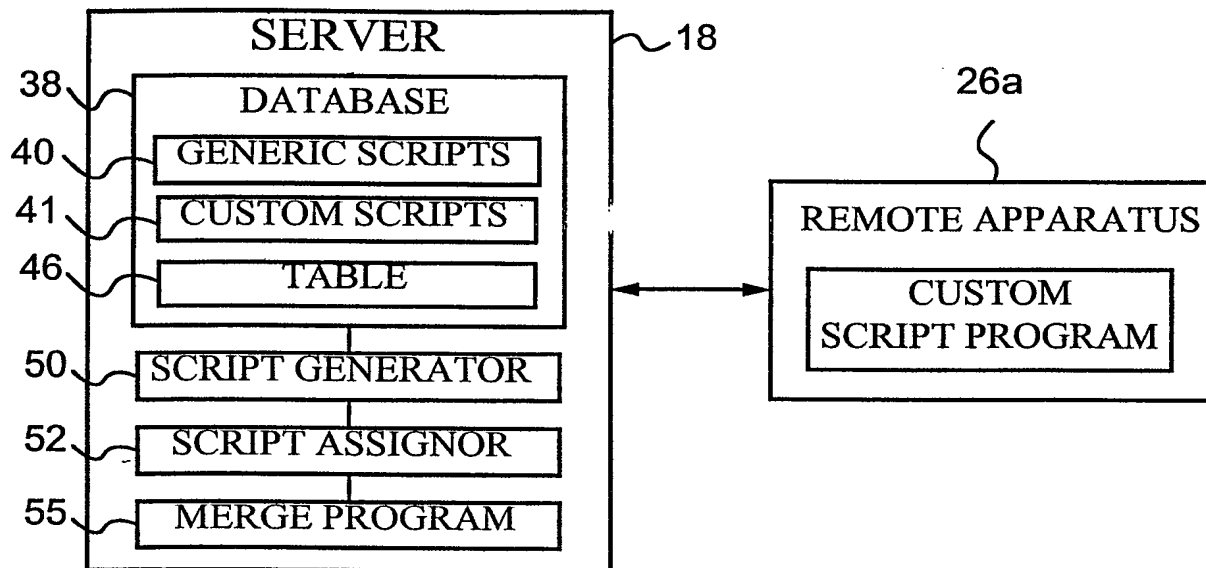 SERVER
18
38
DATABASE
26a
40
GENERIC SCRIPTS
41
CUSTOM SCRIPTS
REMOTE APPARATUS
46
TABLE
CUSTOM
SCRIPT PROGRAM
50
SCRIPT GENERATOR
52
SCRIPT ASSIGNOR
55
MERGE PROGRAM